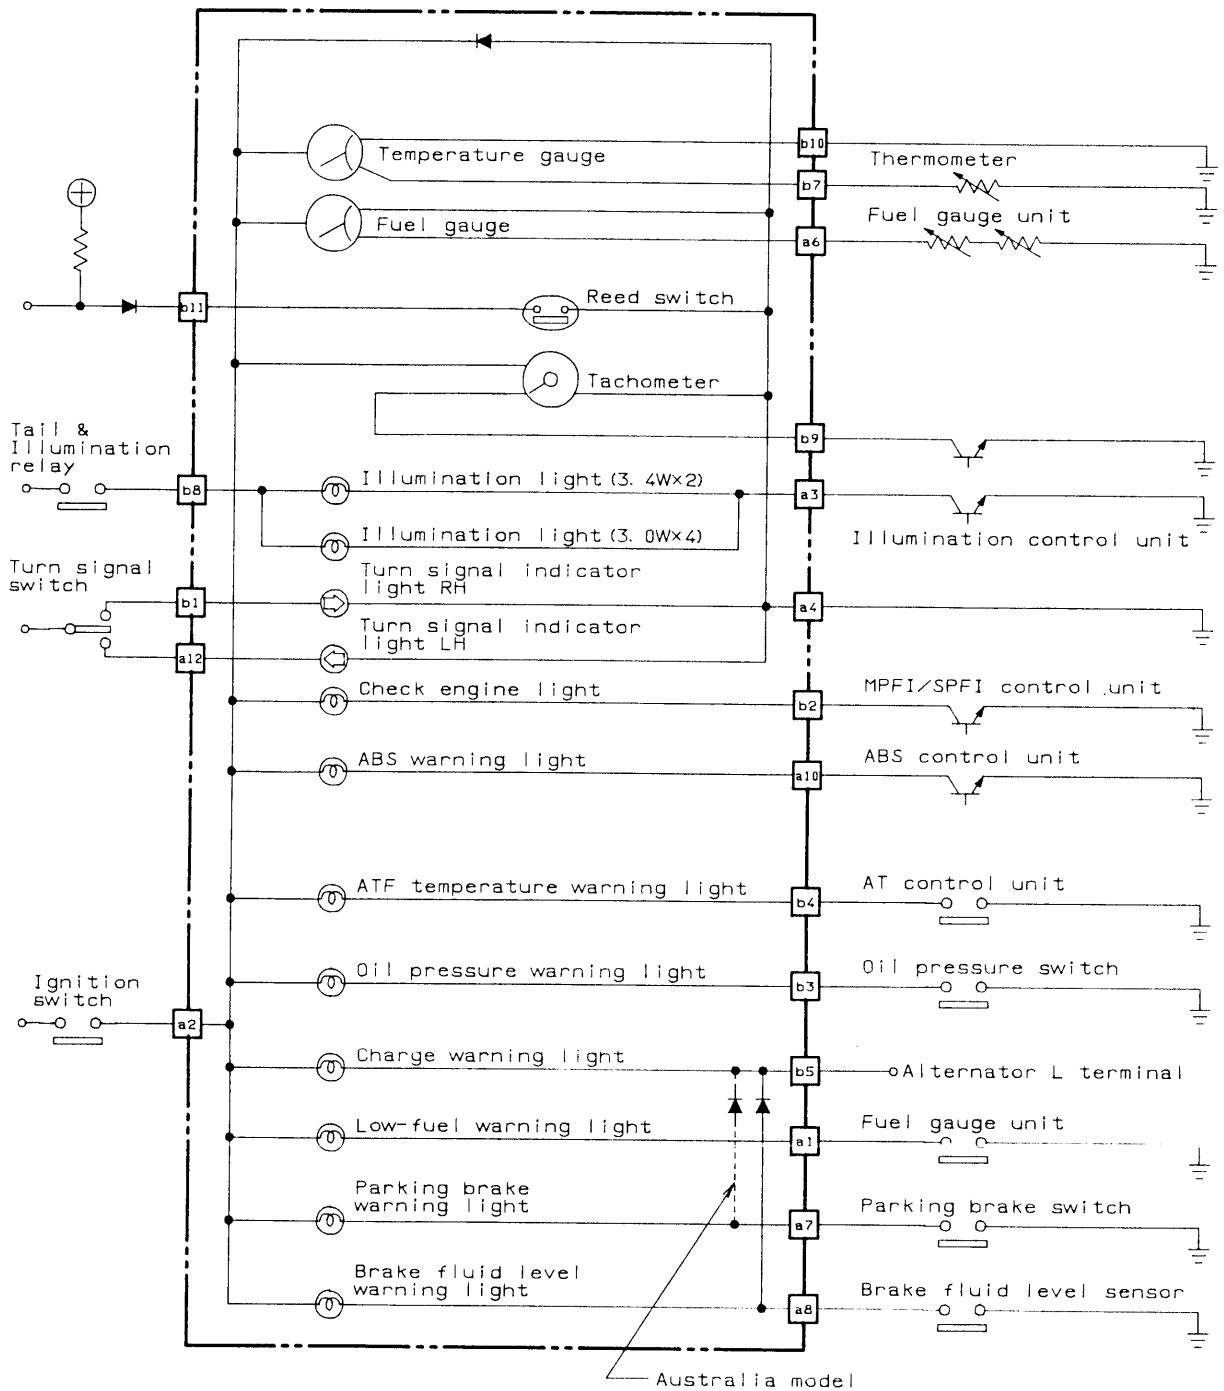 b10
Temperature gauge
Thermometer
b7
Fuel gauge unit
Fuel gauge
a6
b11
Reed switch
Tachometer
Tail &
Illumination
relay
b9
b8
Illumination light (3. 4W×2)
a3
Illumination light (3. 0W×4)
Illumination control unit
Turn signal
switch
Turn signal indicator
light RH
b1
a4
Turn signal indicator
light LH
a12
Check engine light
MPFI/SPFI control unit
b2
ABS warning light
ABS control unit
a10
ATF temperature warning light
AT control unit
b4
Oil pressure warning light
Oil pressure switch
b3
Ignition
switch
a2
Charge warning light
b5
Alternator L terminal
Low-fuel warning light
Fuel gauge unit
a1
Parking brake
warning light
Parking brake switch
a7
Brake fluid level
warning light
Brake fluid level sensor
a8
Australia model